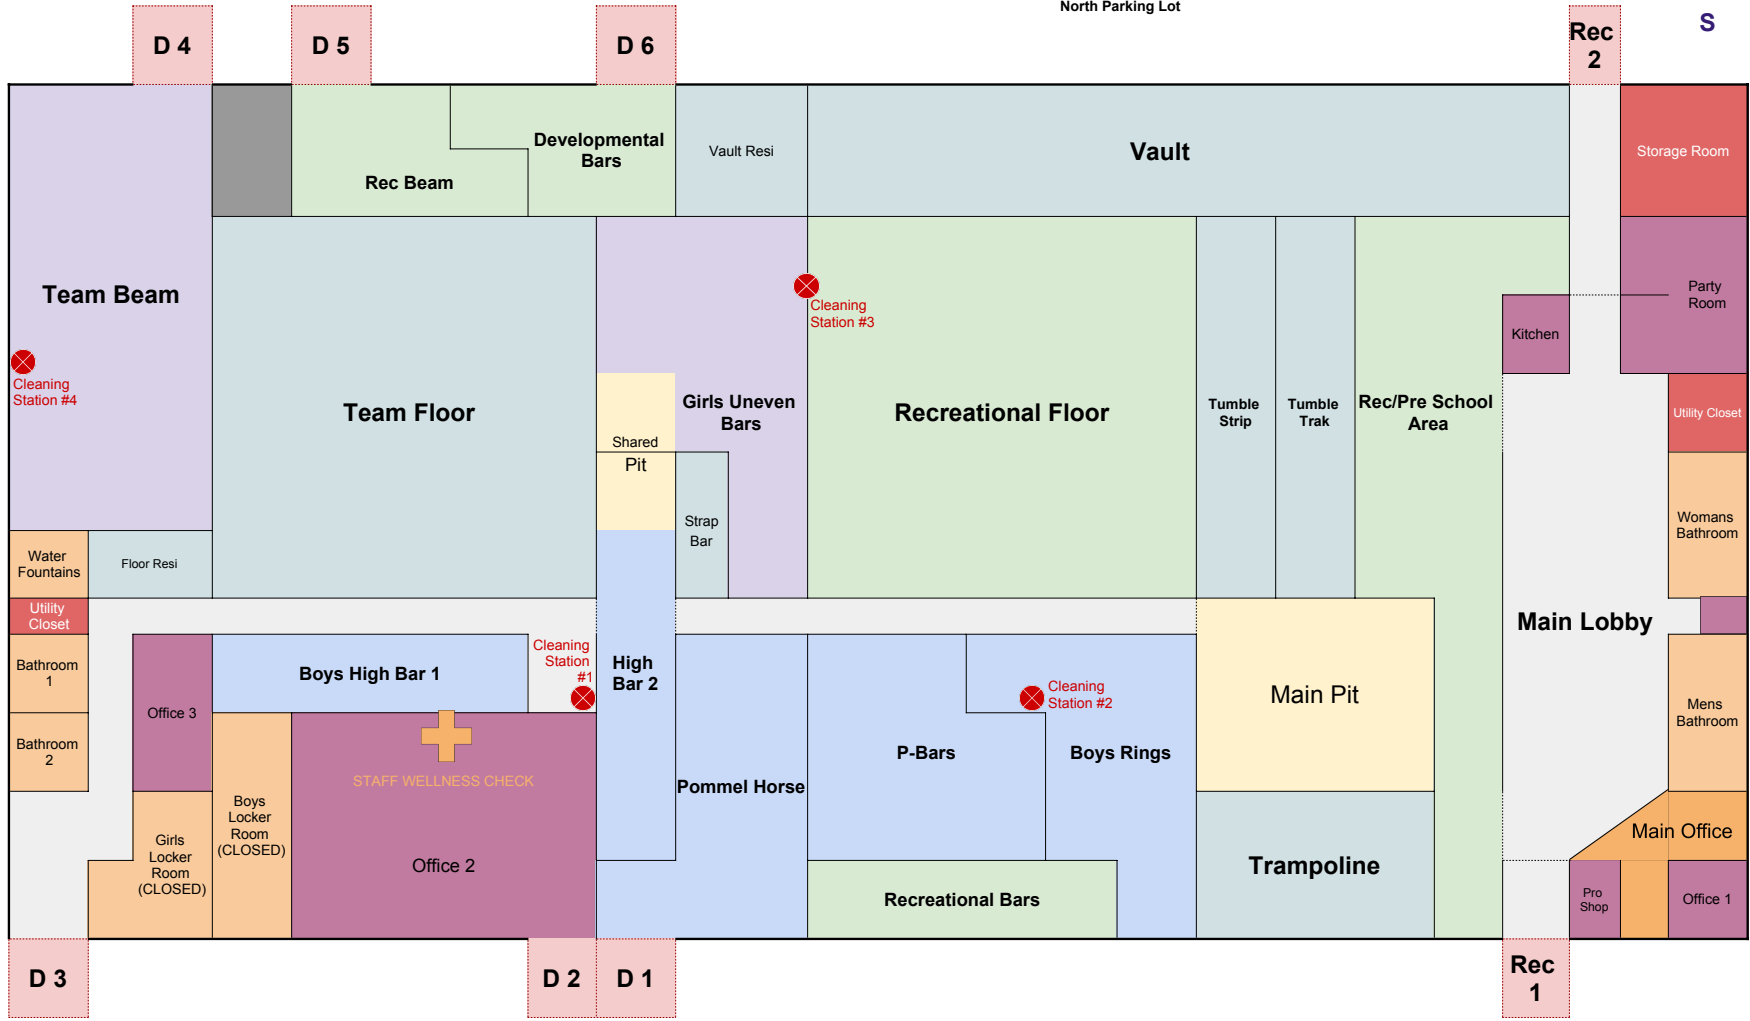 North Parking Lot
S
D 4
D 5
D 6
Rec
2
Developmental
Bars
Rec Beam
Vault Resi
Vault
Storage Room
Team Beam
Cleaning
Station #3
Party
Room
Kitchen
Cleaning
Station #4
Team Floor
Shared
Pit
Girls Uneven
Bars
Recreational Floor
Tumble
Strip
Tumble
Trak
Rec/Pre School
Area
Utility Closet
Strap
Bar
Womans
Bathroom
Water
Fountains
Floor Resi
Utility
Closet
Main Lobby
Bathroom
1
Office 3
Boys High Bar 1
Cleaning
Station
#1
High
Bar 2
Cleaning
Station #2
Main Pit
Mens
Bathroom
Bathroom
2
STAFF WELLNESS CHECK
Pommel Horse
P-Bars
Boys Rings
Boys
Locker
Room
(CLOSED)
Girls
Locker
Room
(CLOSED)
Office 2
Main Office
Trampoline
Recreational Bars
Pro
Shop
Office 1
D 3
D 2
D 1
Rec
1